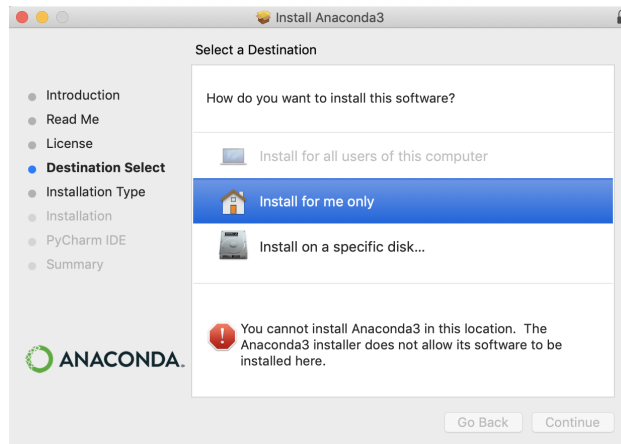 Install Anaconda3
Select a Destination
Introduction
Read Me
License
Destination Select
Installation Type
Installation
PyCharm IDE
Summary
ANACONDA.
How do you want to install this software?
Install for all users of this computer
Install for me only
Install on a specific disk...
You cannot install Anaconda3 in this location. The
Anaconda3 installer does not allow its software to be
installed here.
Go Back
Continue